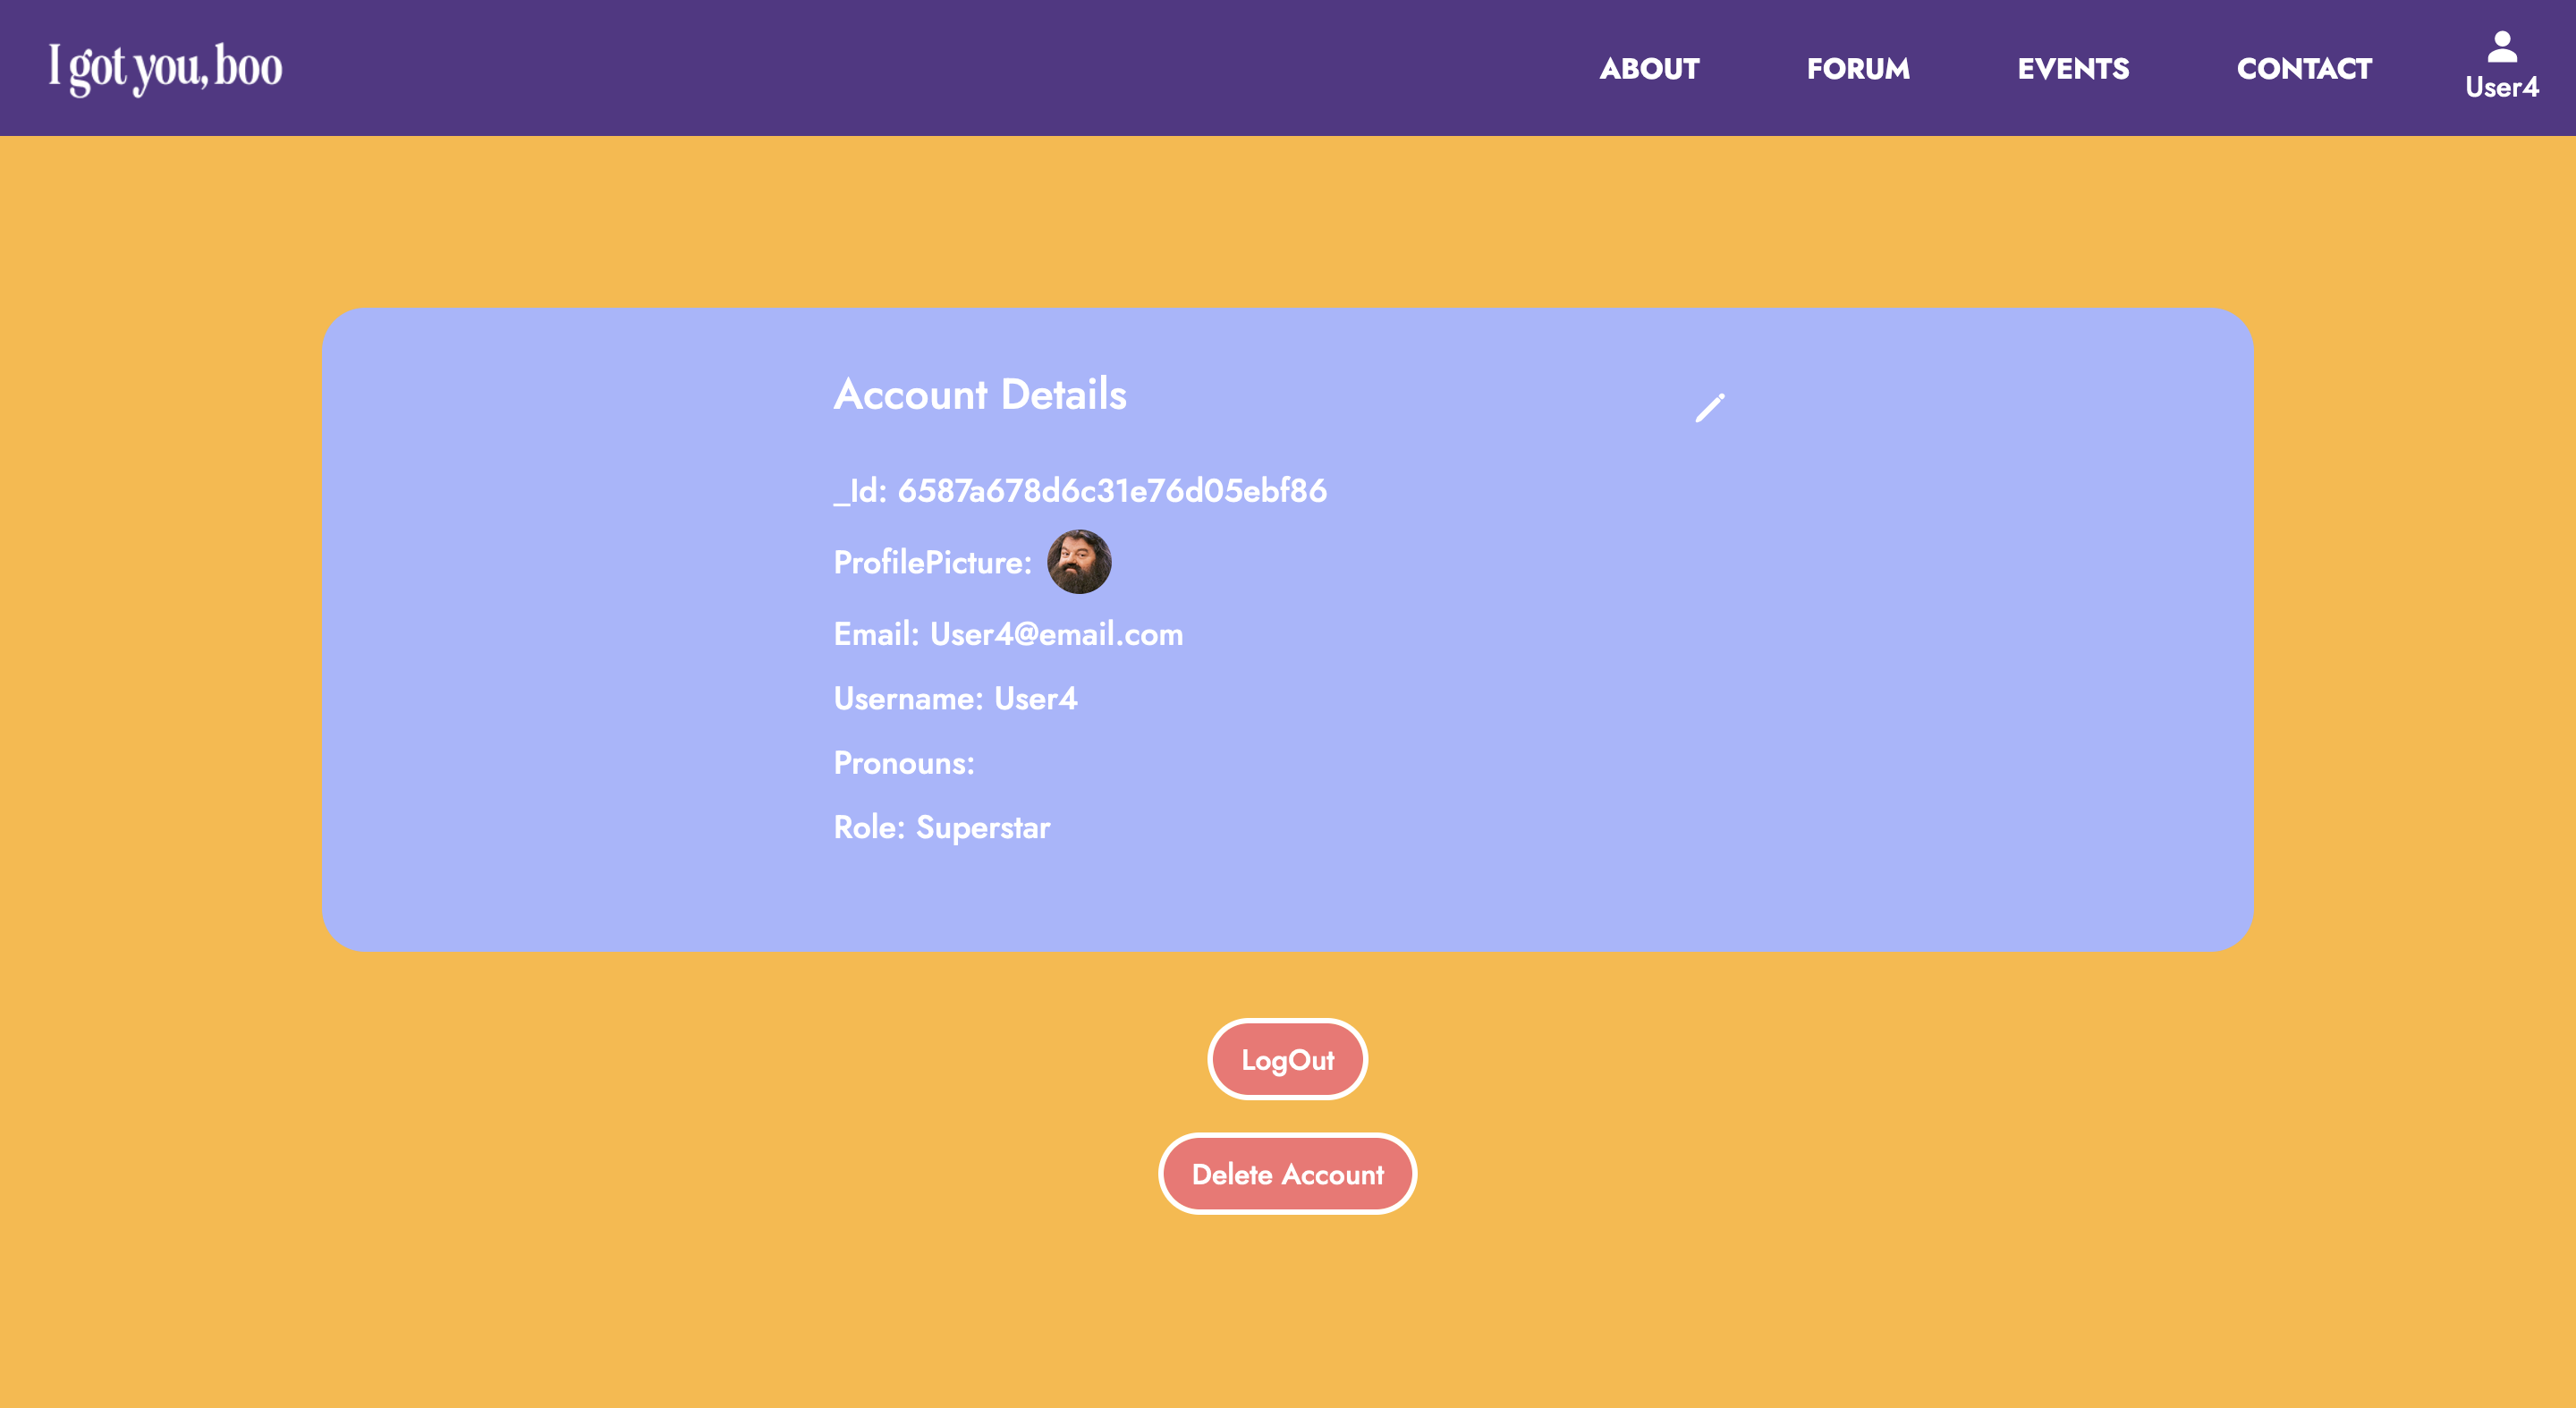 I got you, boo
ABOUT
FORUM
EVENTS
CONTACT
User4
Account Details
_Id: 6587a678d6c31e76d05ebf86
ProfilePicture:
Email: User4@email.com
Username: User4
Pronouns:
Role: Superstar
LogOut
Delete Account